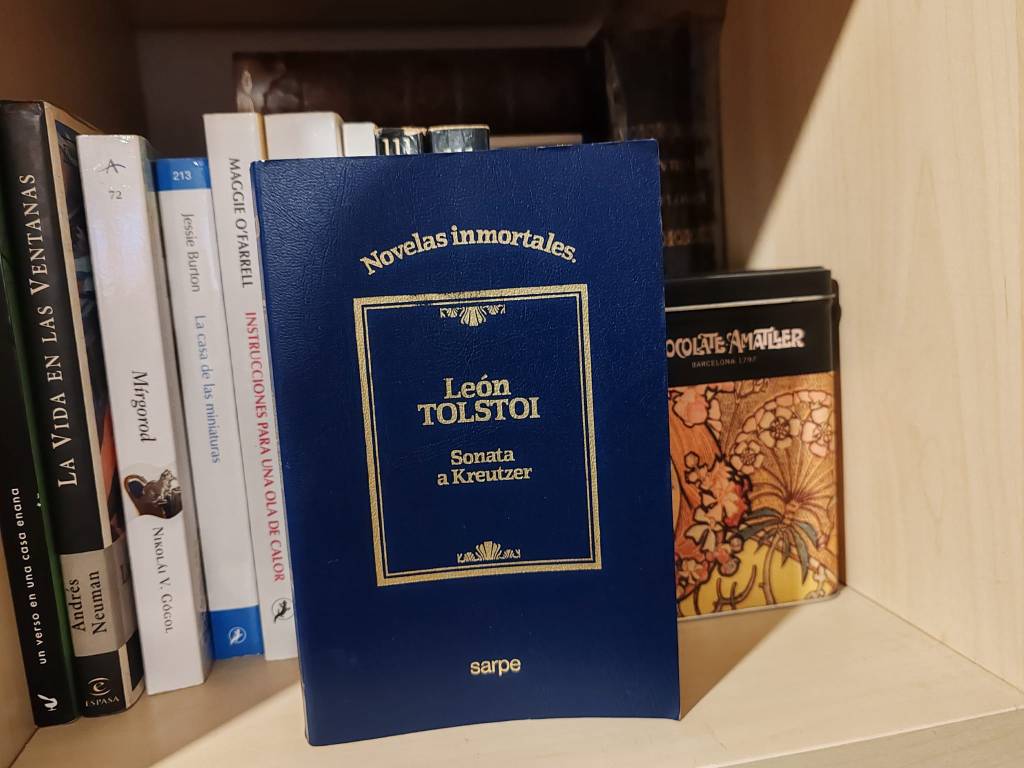 un verso en una casa enana
LA VIDA EN LAS VENTANAS
Andrés
Neuman
ESPASA
72
Mírgorod
NIKOLÁI V. GÓGOL
213
Jessie Burton
La casa de las miniaturas
MAGGIE O'FARRELL
INSTRUCCIONES PARA UNA OLA DE CALOR
Novelas inmortales.
León
TOLSTOI
Sonata
a Kreutzer
sarpe
OCOLATE AMATLLER
BARCELONA 1797